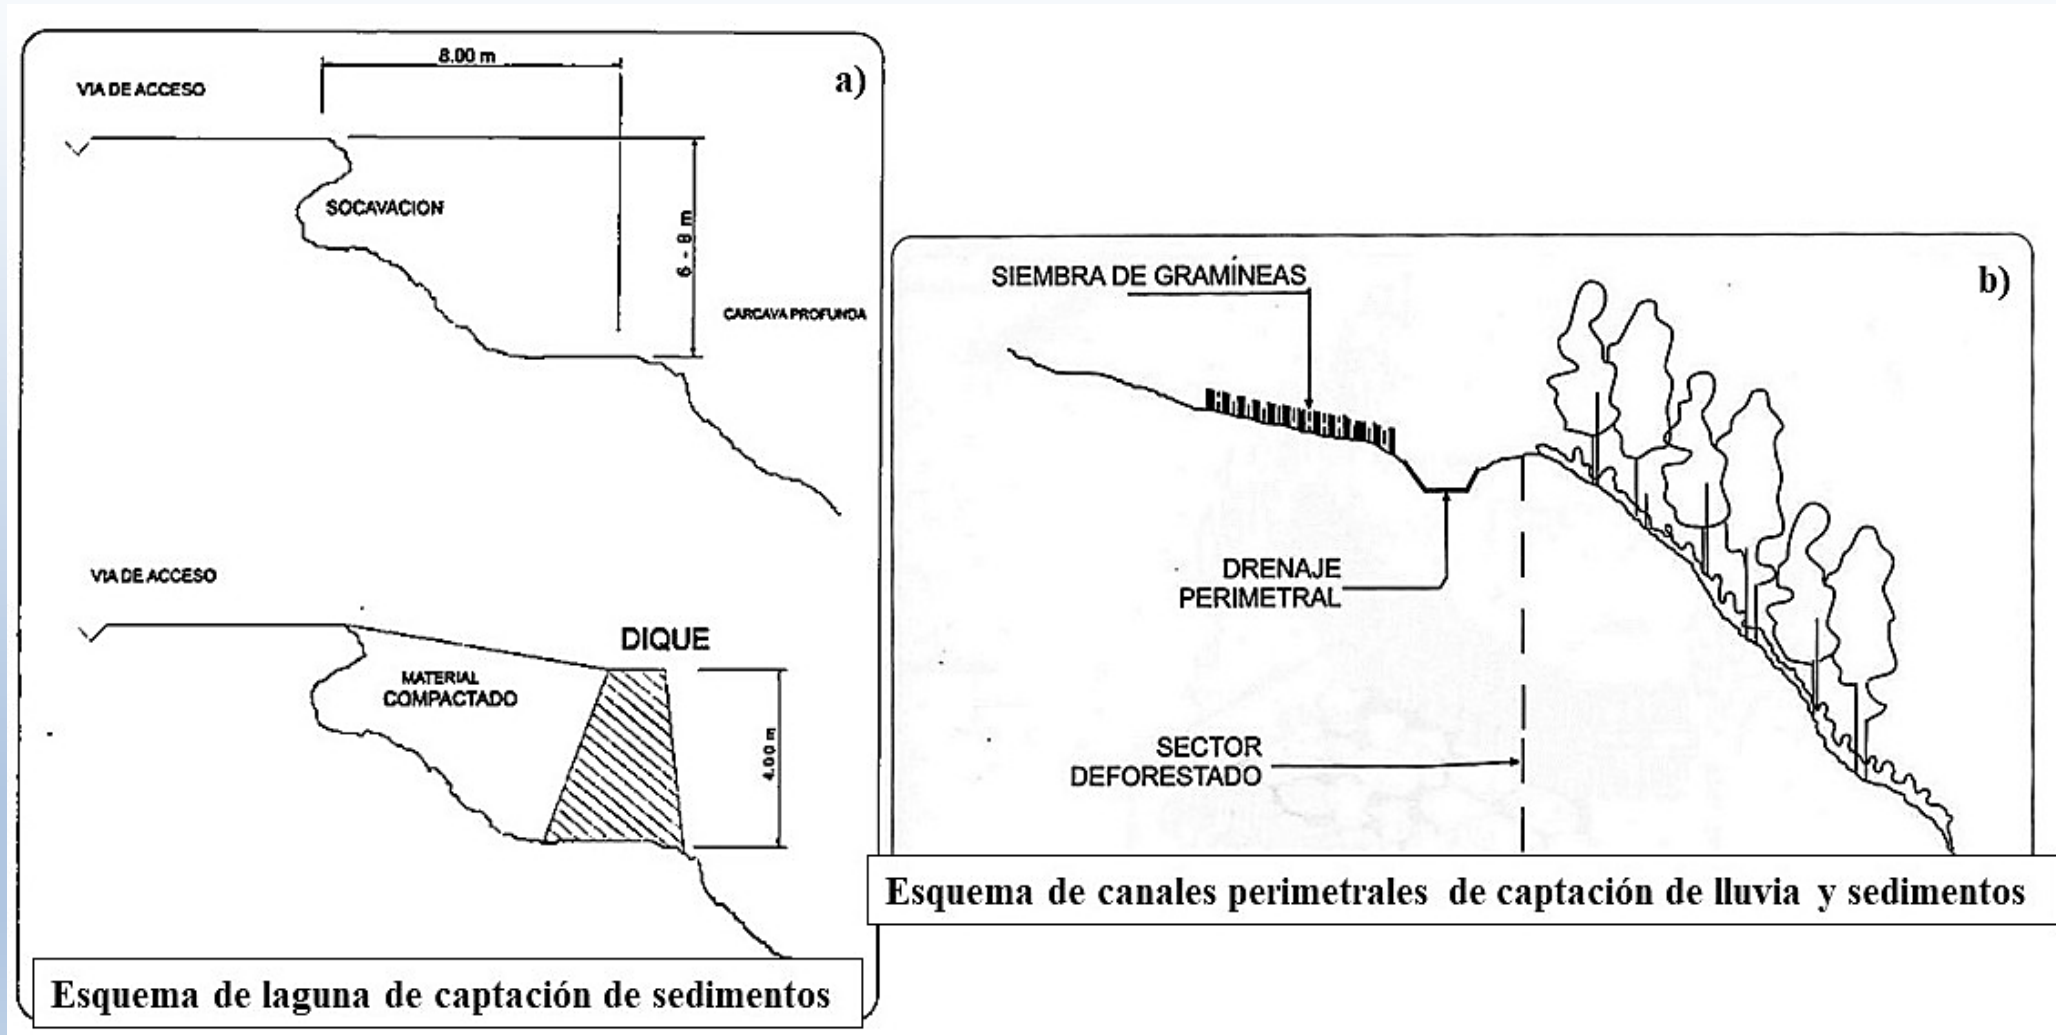 8.00 m
a)
VIA DE ACCESO
SOCAVACION
6 - 8 m
CARCAVA PROFUNDA
VIA DE ACCESO
DIQUE
MATERIAL
COMPACTADO
4.00 m
Esquema de laguna de captación de sedimentos
SIEMBRA DE GRAMÍNEAS
b)
DRENAJE
PERIMETRAL
SECTOR
DEFORESTADO
Esquema de canales perimetrales de captación de lluvia y sedimentos